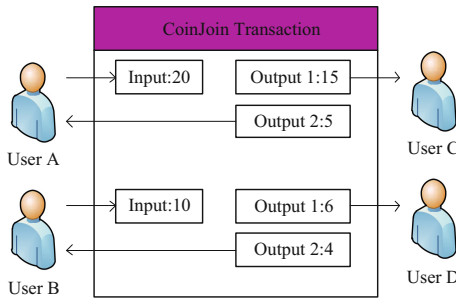 CoinJoin Transaction
Input:20
Output 1:15
Output 2:5
User A
User C
Input:10
Output 1:6
Output 2:4
User B
User D